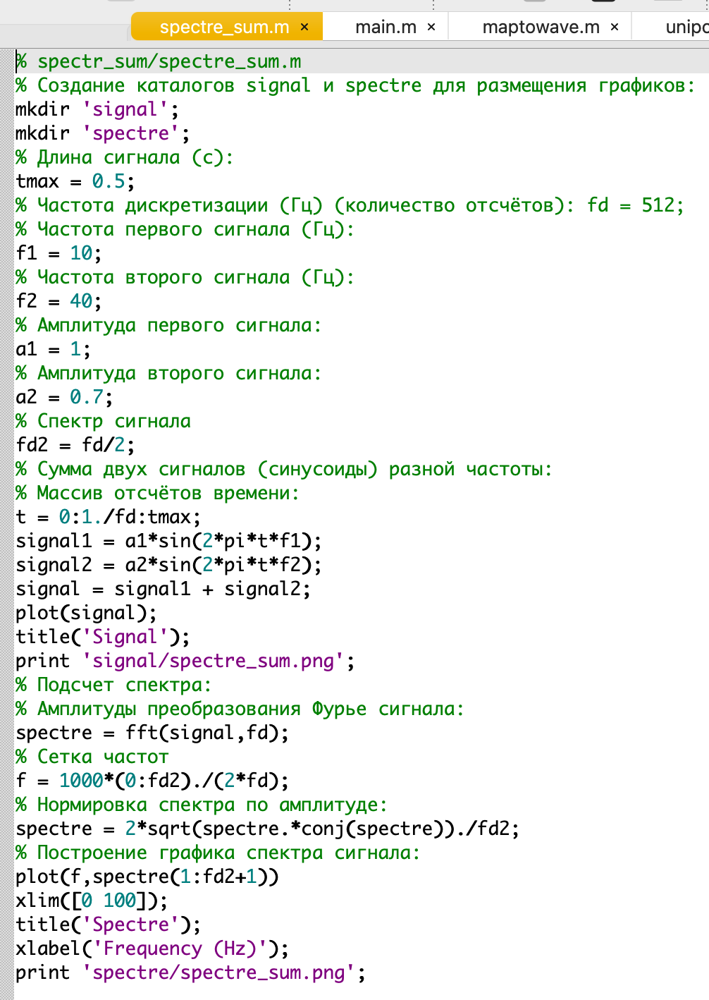 spectre_sum.m × main.m × maptowave.m × unipo
% spectr_sum/spectre_sum.m
% Создание каталогов signal и spectre для размещения графиков:
mkdir 'signal';
mkdir 'spectre';
% Длина сигнала (с):
tmax = 0.5;
% Частота дискретизации (Гц) (количество отсчётов): fd = 512;
% Частота первого сигнала (Гц):
f1 = 10;
% Частота второго сигнала (Гц):
f2 = 40;
% Амплитуда первого сигнала:
a1 = 1;
% Амплитуда второго сигнала:
a2 = 0.7;
% Спектр сигнала
fd2 = fd/2;
% Сумма двух сигналов (синусоиды) разной частоты:
% Массив отсчётов времени:
t = 0:1./fd:tmax;
signal1 = a1*sin(2*pi*t*f1);
signal2 = a2*sin(2*pi*t*f2);
signal = signal1 + signal2;
plot(signal);
title('Signal');
print 'signal/spectre_sum.png';
% Подсчет спектра:
% Амплитуды преобразования Фурье сигнала:
spectre = fft(signal,fd);
% Сетка частот
f = 1000*(0:fd2)./(2*fd);
% Нормировка спектра по амплитуде:
spectre = 2*sqrt(spectre.*conj(spectre))./fd2;
% Построение графика спектра сигнала:
plot(f,spectre(1:fd2+1))
xlim([0 100]);
title('Spectre');
xlabel('Frequency (Hz)');
print 'spectre/spectre_sum.png';